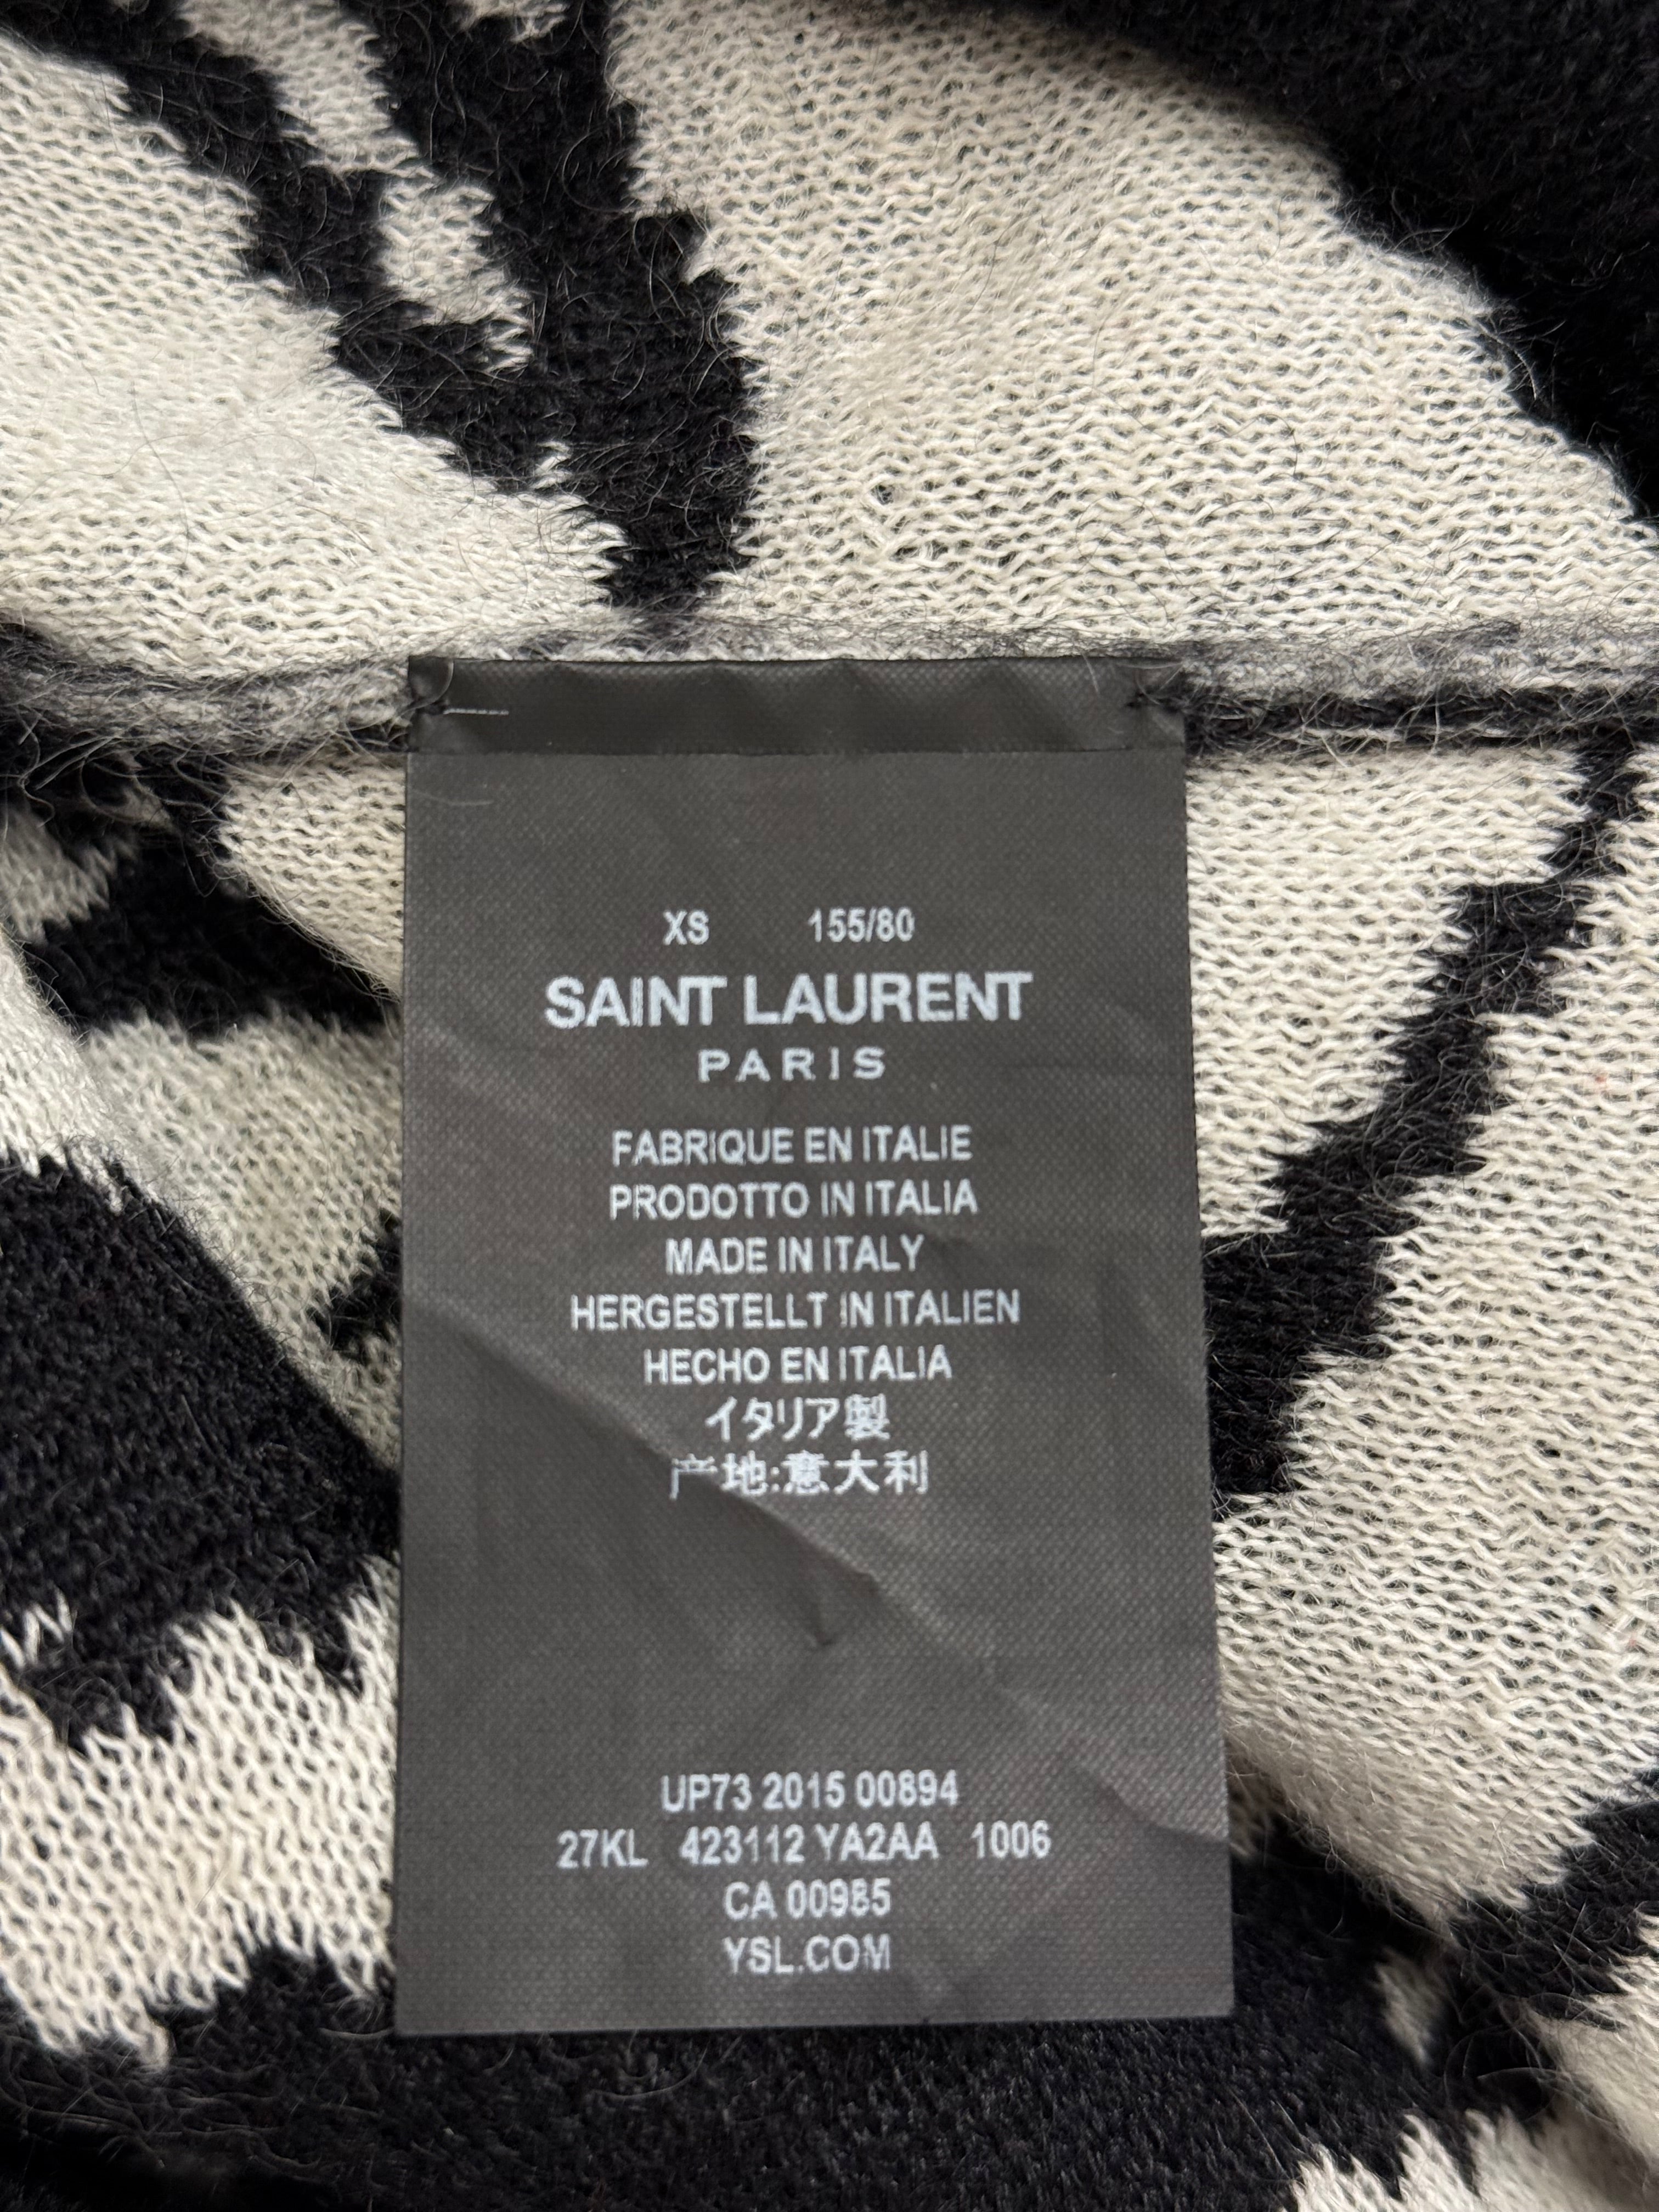 XS 155/80
SAINT LAURENT
PARIS
FABRIQUE EN ITALIE
PRODOTTO IN ITALIA
MADE IN ITALY
HERGESTELLT IN ITALIEN
HECHO EN ITALIA
イタリア製
产地:意大利
UP73 2015 00894
27KL 423112 YA2AA 1006
CA 00985
YSL.COM